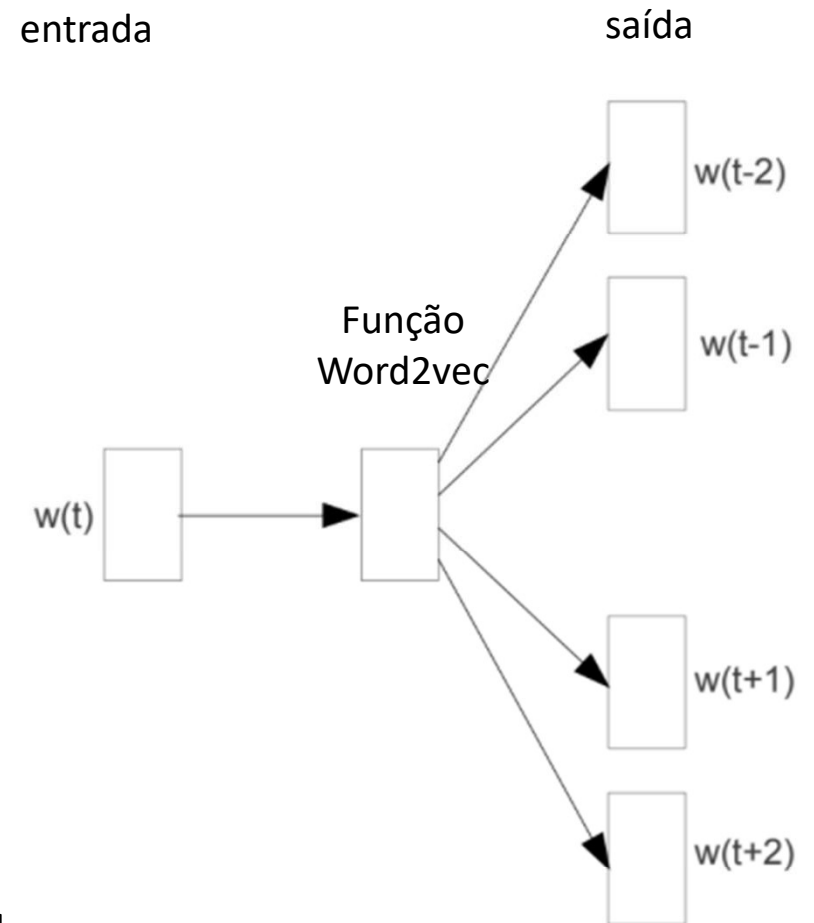 entrada
saída
w(t-2)
Função
Word2vec
w(t-1)
w(t)
w(t+1)
w(t+2)